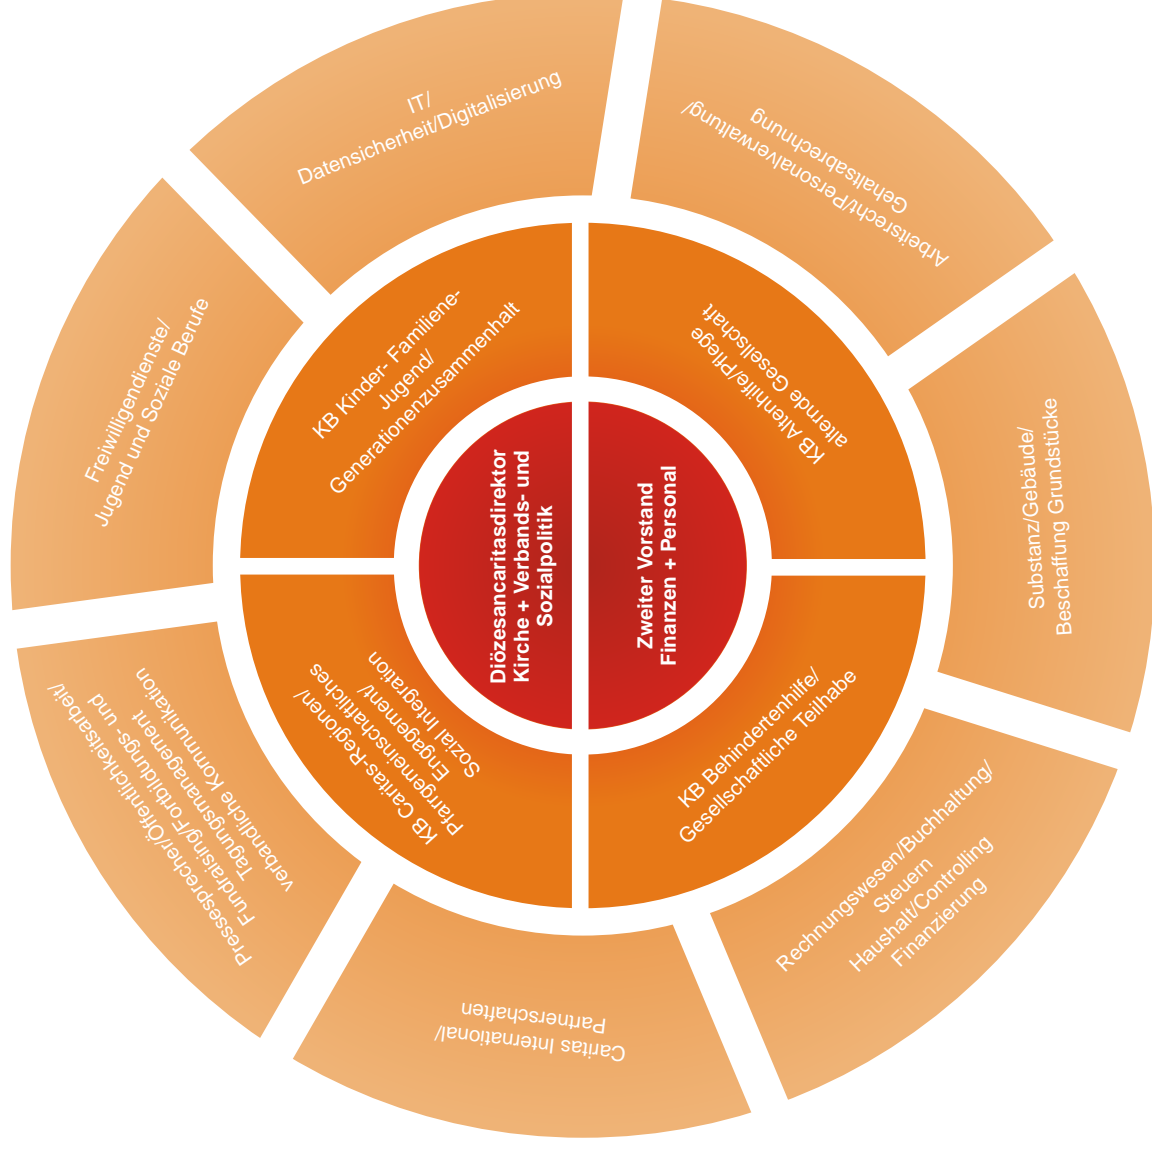 IT/
Datensicherheit/Digitalisierung
Arbeitsrecht/Personalverwaltung/
Gehaltsabrechnung
Substanz/Gebäude/
Beschaffung Grundstücke
Rechnungswesen/Buchhaltung/
Steuern
Haushalt/Controlling
Finanzierung
Caritas International/
Partnerschaften
Pressesprecher/Öffentlichkeitsarbeit/
Fundraising/Fortbildungs- und
Tagungsmanagement
verbandliche Kommunikation
Freiwilligendienste/
Jugend und Soziale Berufe
KB Kinder- Familiene-
Jugend/
Generationenzusammenhalt
KB Altenhilfe/Pflege
alternde Gesellschaft
KB Behindertenhilfe/
Gesellschaftliche Teilhabe
KB Caritas-Regionen/
Pfarrgemeinschaftliches
Engagement/
Sozial Integration
Diözesancaritasdirektor
Kirche + Verbands- und
Sozialpolitik
Zweiter Vorstand
Finanzen + Personal